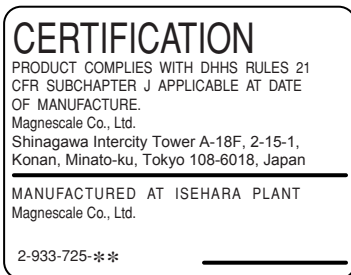 CERTIFICATION
PRODUCT COMPLIES WITH DHHS RULES 21
CFR SUBCHAPTER J APPLICABLE AT DATE
OF MANUFACTURE.
Magnescale Co., Ltd.
Shinagawa Intercity Tower A-18F, 2-15-1,
Konan, Minato-ku, Tokyo 108-6018, Japan
MANUFACTURED AT ISEHARA PLANT
Magnescale Co., Ltd.
2-933-725-**